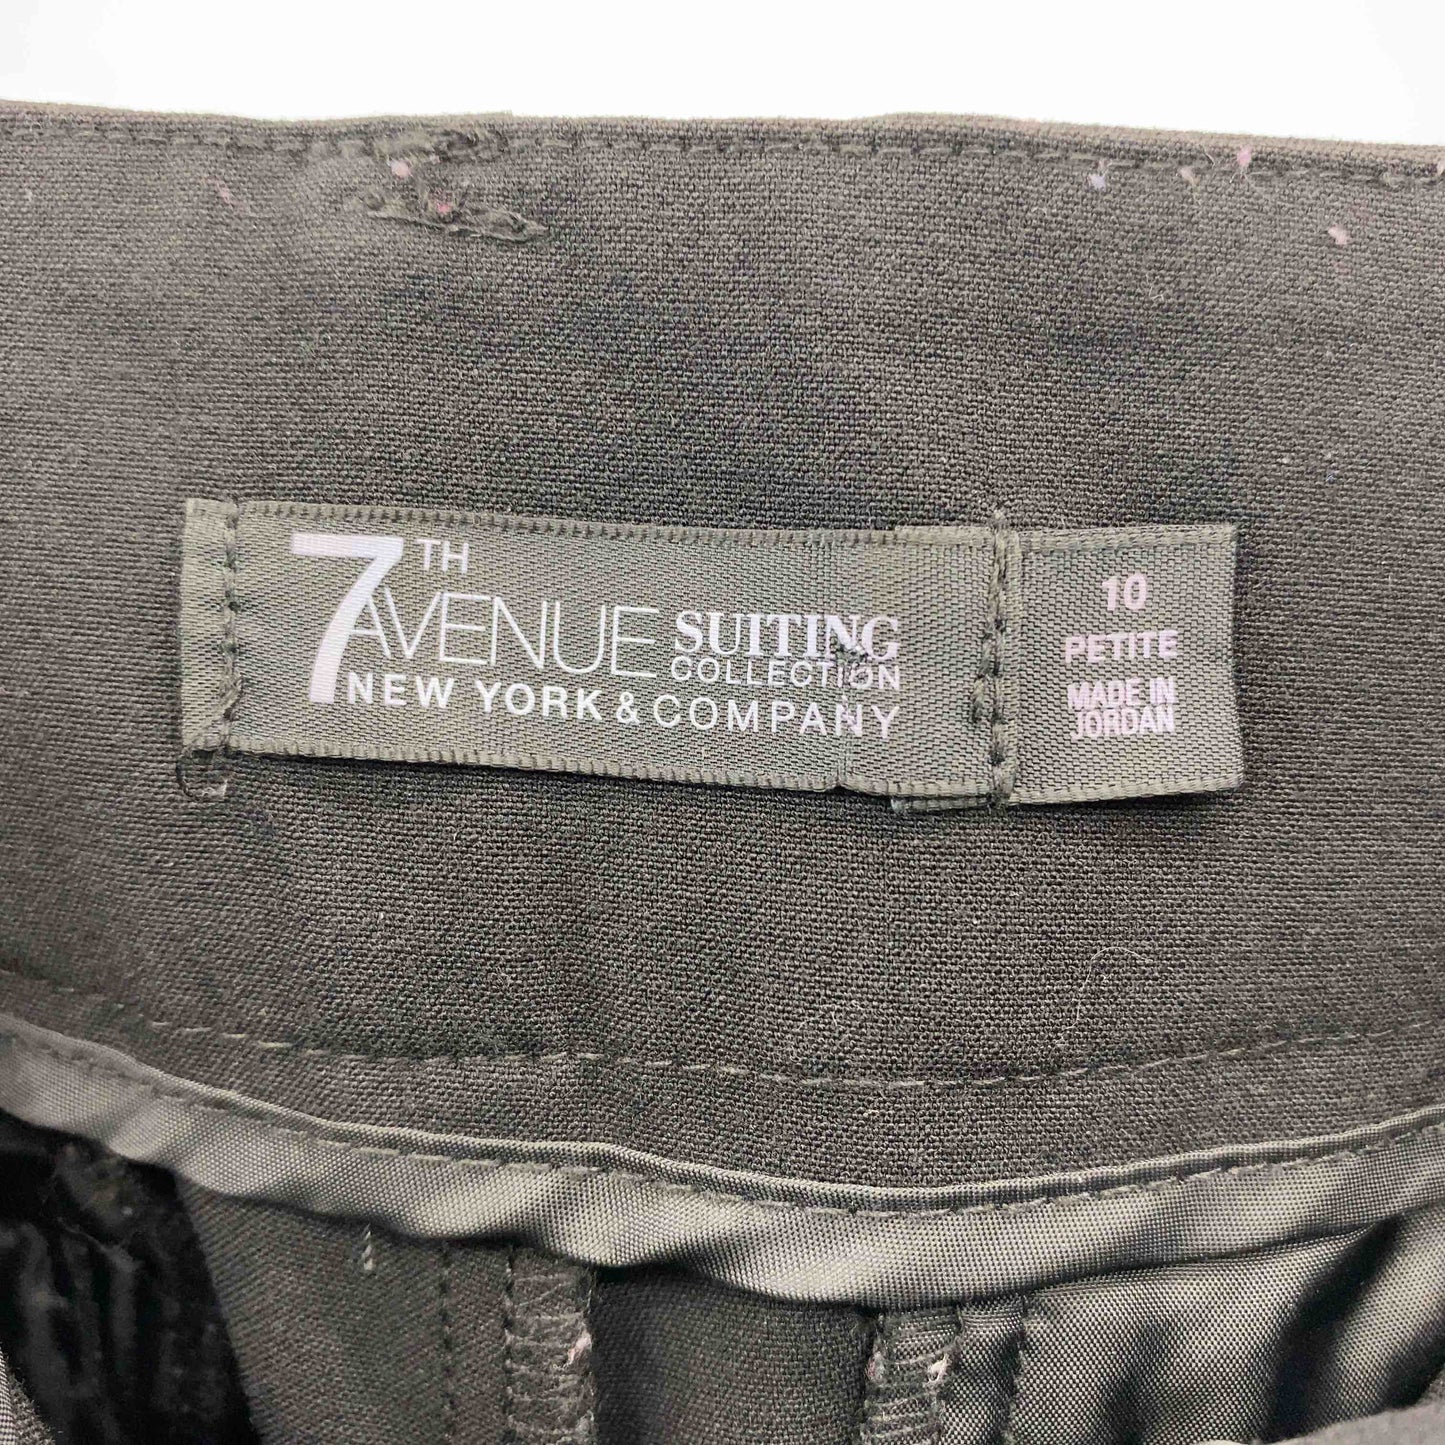 7TH
AVENUE SUITING
COLLECTION
NEW YORK & COMPANY
10
PETITE
MADE IN
JORDAN